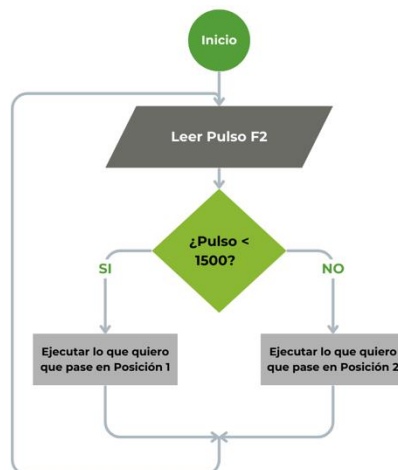 Inicio
Leer Pulso F2
¿Pulso <
1500?
SI
NO
Ejecutar lo que quiero
que pase en Posición 1
Ejecutar lo que quiero
que pase en Posición 2